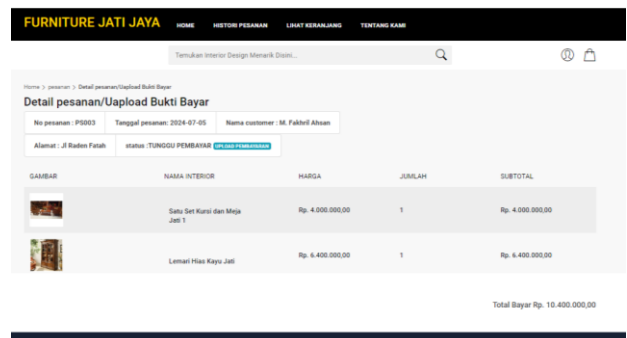 FURNITURE JATI JAYA HOME HISTORI PESANAN LIHAT KERANJANG TENTANG KAMI
Temukan Interior Design Menarik Disini...
Home > pesanan > Detail pesanan/Uapload Bukti Bayar
Detail pesanan/Uapload Bukti Bayar
No pesanan : PS003 Tanggal pesanan: 2024-07-05 Nama customer : M. Fakhril Ahsan
Alamat : Jl Raden Fatah status :TUNGGU PEMBAYAR UPLOAD PEMBAYARAN
GAMBAR NAMA INTERIOR HARGA JUMLAH SUBTOTAL
Satu Set Kursi dan Meja Rp. 4.000.000,00 1 Rp. 4.000.000,00
Jati 1
Lemari Hias Kayu Jati Rp. 6.400.000,00 1 Rp. 6.400.000,00
Total Bayar Rp. 10.400.000,00